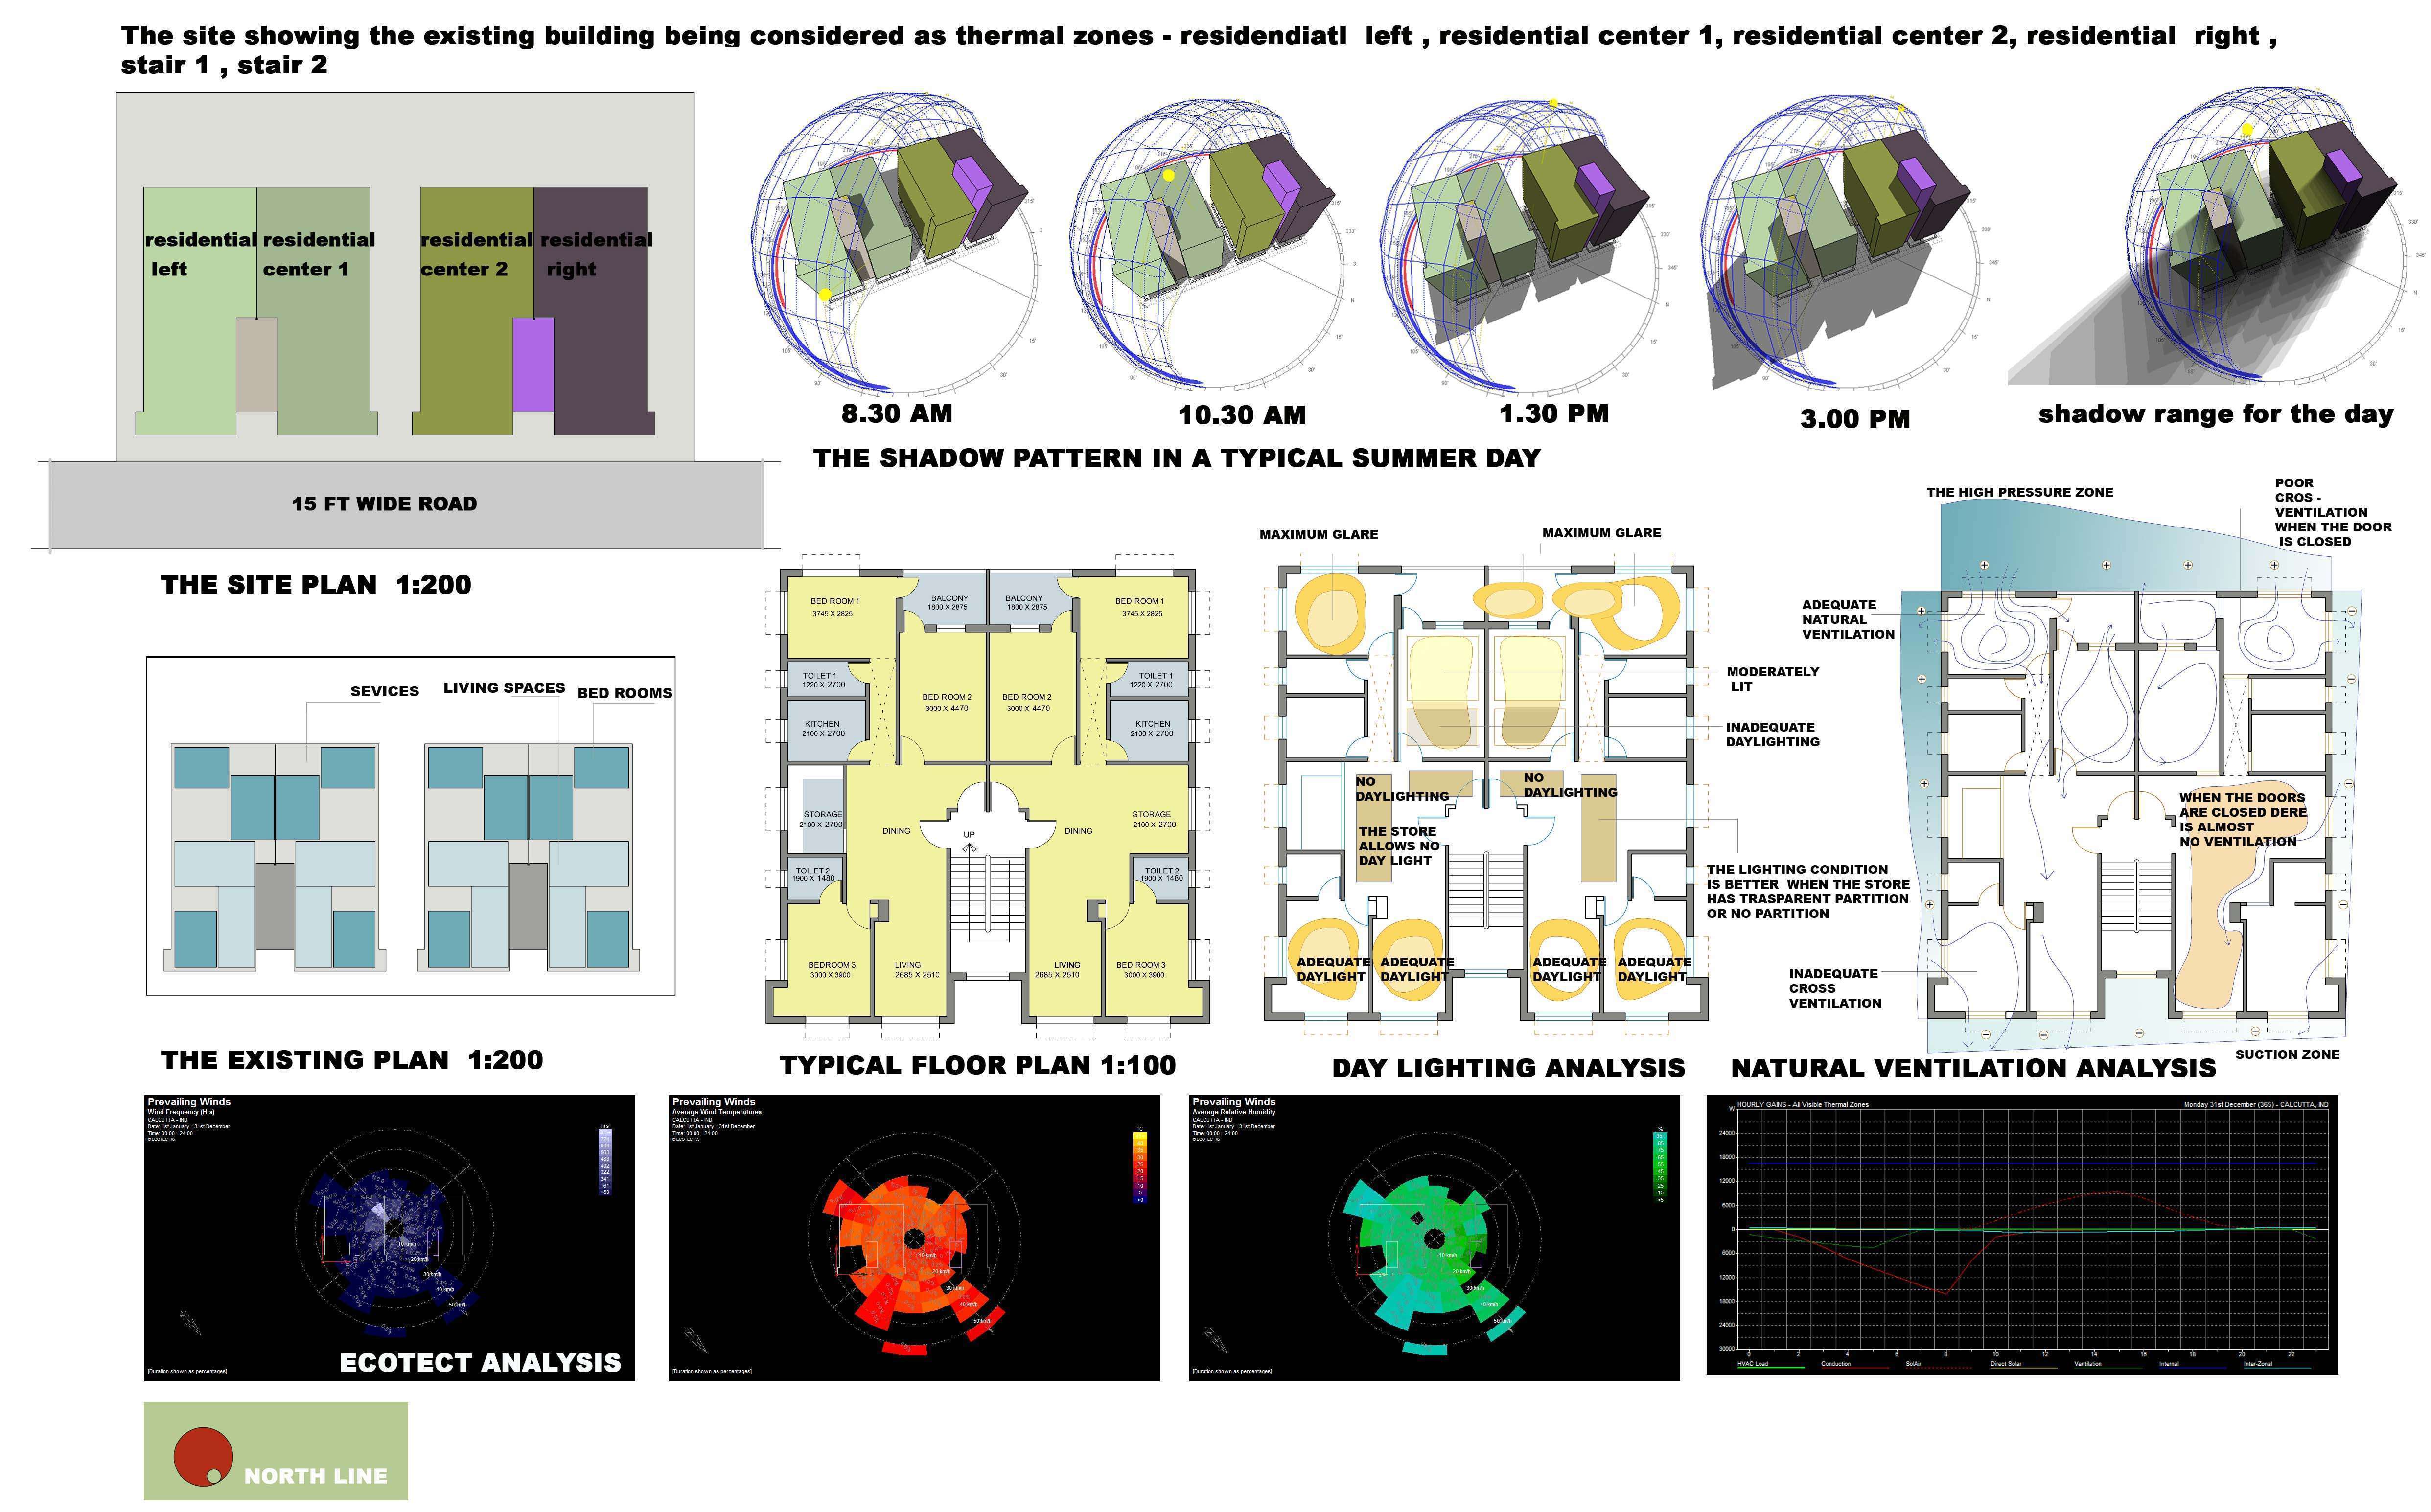 The site showing the existing building being considered as thermal zones - residendiatl left , residential center 1, residential center 2, residential right ,
stair 1 , stair 2
residential left
residential center 1
residential center 2
residential right
15 FT WIDE ROAD
THE SITE PLAN 1:200
8.30 AM
10.30 AM
1.30 PM
3.00 PM
shadow range for the day
THE SHADOW PATTERN IN A TYPICAL SUMMER DAY
SEVICES
LIVING SPACES
BED ROOMS
THE EXISTING PLAN 1:200
BED ROOM 1
3745 X 2825
BALCONY
1800 X 2875
BALCONY
1800 X 2875
BED ROOM 1
3745 X 2825
TOILET 1
1220 X 2700
TOILET 1
1220 X 2700
BED ROOM 2
3000 X 4470
BED ROOM 2
3000 X 4470
KITCHEN
2100 X 2700
KITCHEN
2100 X 2700
STORAGE
2100 X 2700
DINING
UP
DINING
STORAGE
2100 X 2700
TOILET 2
1900 X 1480
TOILET 2
1900 X 1480
BEDROOM 3
3000 X 3900
LIVING
2685 X 2510
LIVING
2685 X 2510
BED ROOM 3
3000 X 3900
TYPICAL FLOOR PLAN 1:100
MAXIMUM GLARE
MAXIMUM GLARE
MODERATELY
LIT
INADEQUATE
DAYLIGHTING
NO
DAYLIGHTING
NO
DAYLIGHTING
THE STORE
ALLOWS NO
DAY LIGHT
THE LIGHTING CONDITION
IS BETTER WHEN THE STORE
HAS TRASPARENT PARTITION
OR NO PARTITION
ADEQUATE
DAYLIGHT
ADEQUATE
DAYLIGHT
ADEQUATE
DAYLIGHT
ADEQUATE
DAYLIGHT
DAY LIGHTING ANALYSIS
THE HIGH PRESSURE ZONE
POOR
CROS -
VENTILATION
WHEN THE DOOR
IS CLOSED
ADEQUATE
NATURAL
VENTILATION
WHEN THE DOORS
ARE CLOSED DERE
IS ALMOST
NO VENTILATION
INADEQUATE
CROSS
VENTILATION
SUCTION ZONE
NATURAL VENTILATION ANALYSIS
Prevailing Winds
Wind Frequency (Hrs)
CALCUTTA - IND
Date: 1st January - 31st December
Time: 00:00 - 24:00
© ECOTECT v5
hrs
10 km/h
20 km/h
30 km/h
40 km/h
50 km/h
[Duration shown as percentages]
ECOTECT ANALYSIS
Prevailing Winds
Average Wind Temperatures
CALCUTTA - IND
Date: 1st January - 31st December
Time: 00:00 - 24:00
© ECOTECT v5
°C
10 km/h
20 km/h
30 km/h
40 km/h
50 km/h
[Duration shown as percentages]
Prevailing Winds
Average Relative Humidity
CALCUTTA - IND
Date: 1st January - 31st December
Time: 00:00 - 24:00
© ECOTECT v5
%
10 km/h
20 km/h
30 km/h
40 km/h
50 km/h
[Duration shown as percentages]
HOURLY GAINS - All Visible Thermal Zones
Monday 31st December (365) - CALCUTTA, IND
W
24000
18000
12000
6000
0
6000
12000
18000
24000
30000
0 2 4 6 8 10 12 14 16 18 20 22
HVAC Load Conduction SolAir Direct Solar Ventilation Internal Inter-Zonal
NORTH LINE